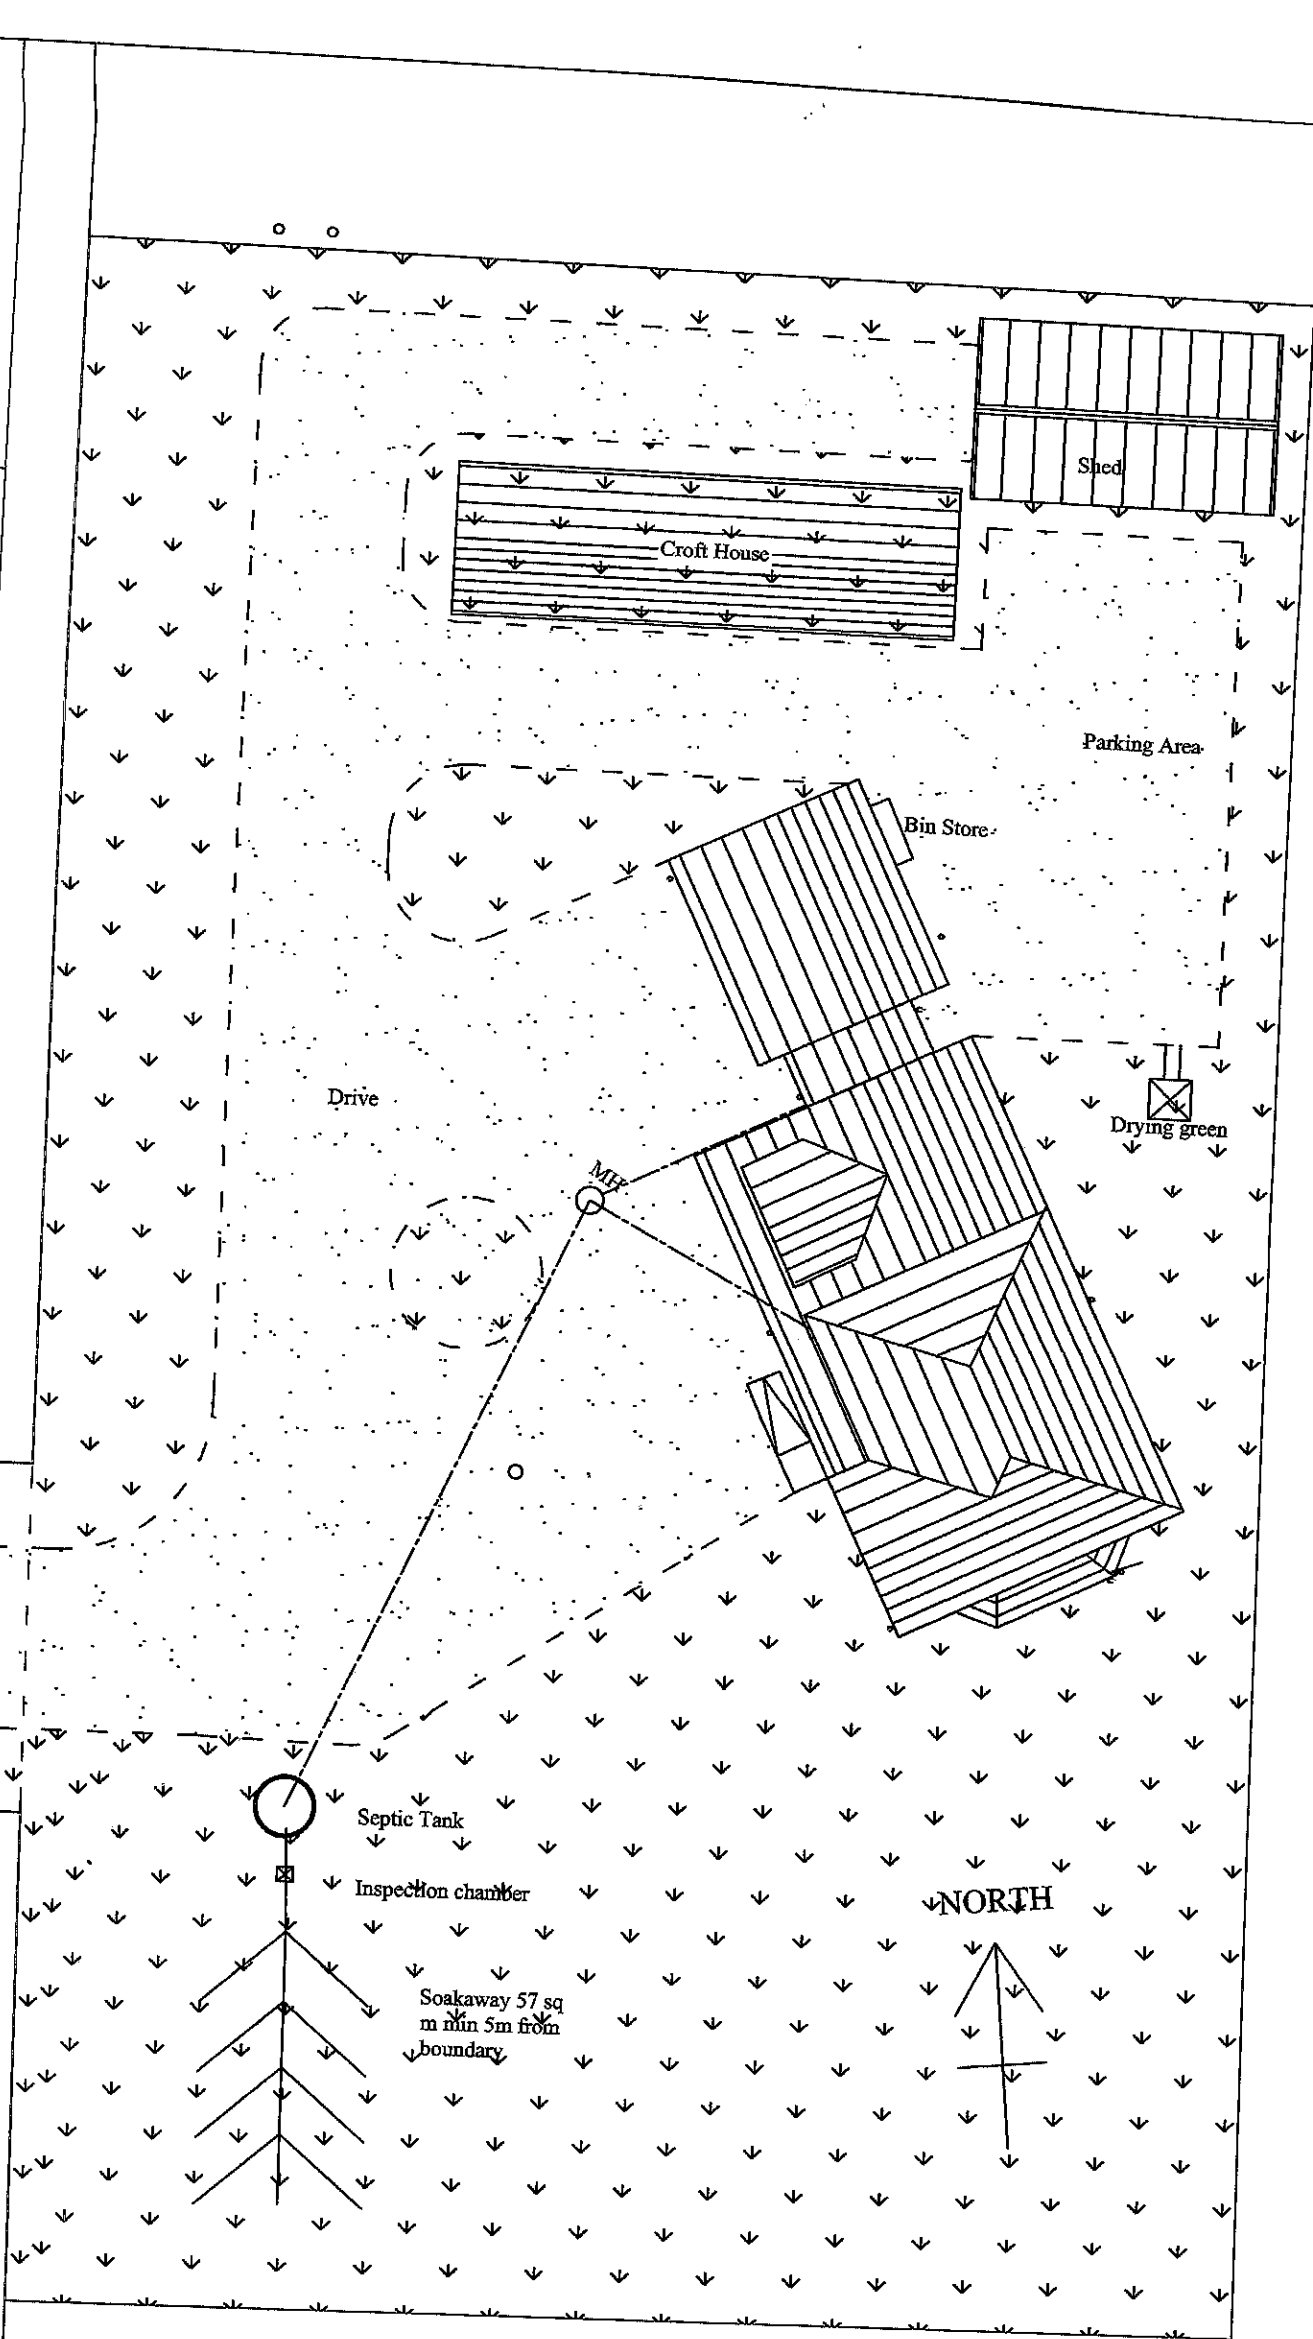 Shed
Croft House
Parking Area
Bin Store
Drive
Drying green
MH
Septic Tank
Inspection chamber
NORTH
Soakaway 57 sq
m min 5m from
boundary